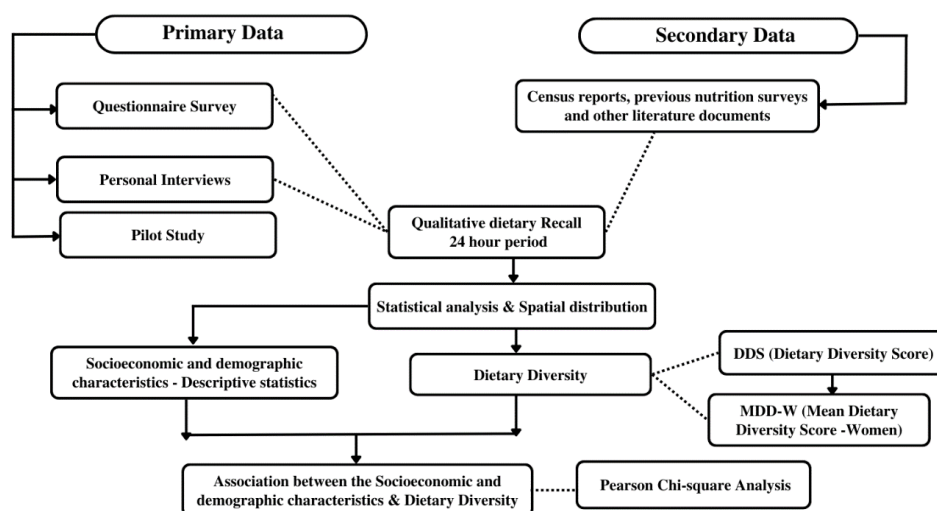 Primary Data
Secondary Data
Questionnaire Survey
Census reports, previous nutrition surveys
and other literature documents
Personal Interviews
Pilot Study
Qualitative dietary Recall
24 hour period
Statistical analysis & Spatial distribution
Socioeconomic and demographic
characteristics - Descriptive statistics
Dietary Diversity
DDS (Dietary Diversity Score)
MDD-W (Mean Dietary
Diversity Score -Women)
Association between the Socioeconomic and
demographic characteristics & Dietary Diversity
Pearson Chi-square Analysis